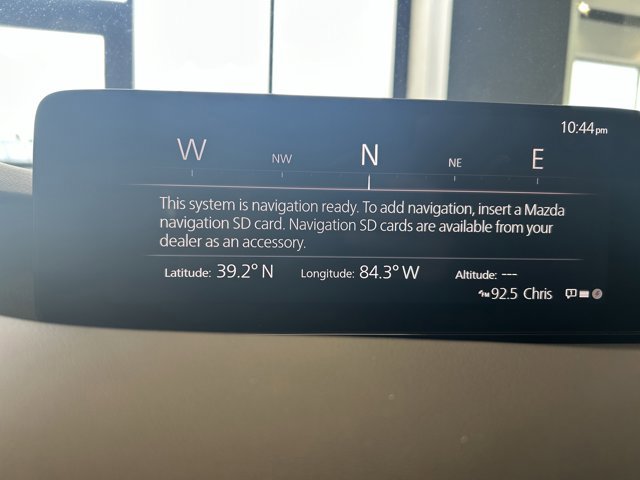 10:44pm
W NW N NE E
This system is navigation ready. To add navigation, insert a Mazda
navigation SD card. Navigation SD cards are available from your
dealer as an accessory.
Latitude: 39.2° N Longitude: 84.3° W Altitude: ---
FM 92.5 Chris